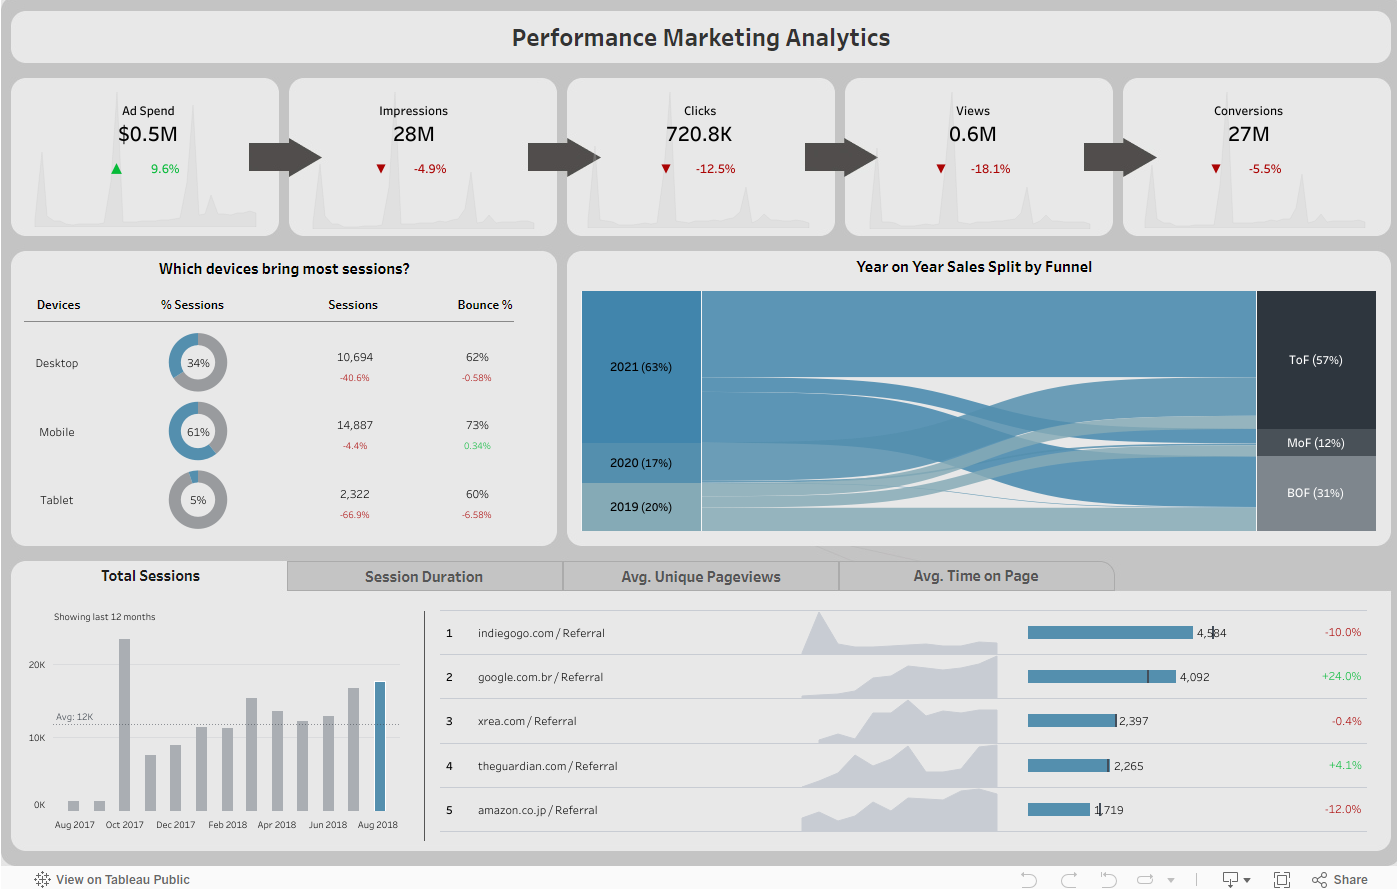 Performance Marketing Analytics
Ad Spend
$0.5M
▲ 9.6%
Impressions
28M
▼ -4.9%
Clicks
720.8K
▼ -12.5%
Views
0.6M
▼ -18.1%
Conversions
27M
▼ -5.5%
Which devices bring most sessions?
Devices % Sessions Sessions Bounce %
Desktop 34% 10,694 62%
-40.6% -0.58%
Mobile 61% 14,887 73%
-4.4% 0.34%
Tablet 5% 2,322 60%
-66.9% -6.58%
Year on Year Sales Split by Funnel
2021 (63%)
2020 (17%)
2019 (20%)
ToF (57%)
MoF (12%)
BOF (31%)
Total Sessions Session Duration Avg. Unique Pageviews Avg. Time on Page
Showing last 12 months
20K
Avg: 12K
10K
0K
Aug 2017 Oct 2017 Dec 2017 Feb 2018 Apr 2018 Jun 2018 Aug 2018
1 indiegogo.com / Referral 4,584 -10.0%
2 google.com.br / Referral 4,092 +24.0%
3 xrea.com / Referral 2,397 -0.4%
4 theguardian.com / Referral 2,265 +4.1%
5 amazon.co.jp / Referral 1,719 -12.0%
View on Tableau Public Share